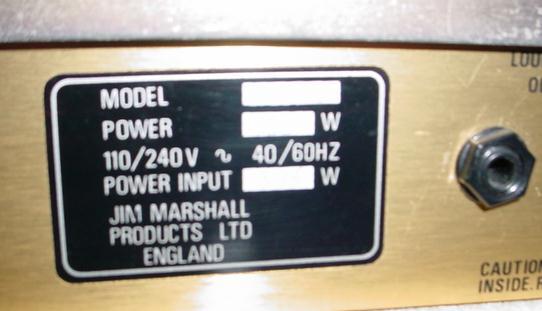 MODEL
POWER W
110/240V ~ 40/60HZ
POWER INPUT W
JIM MARSHALL
PRODUCTS LTD
ENGLAND
CAUTION